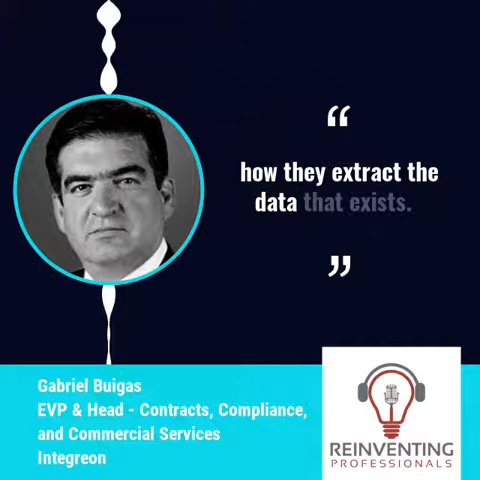 “
how they extract the
data that exists.
”
Gabriel Buigas
EVP & Head - Contracts, Compliance,
and Commercial Services
Integreon
REINVENTING
PROFESSIONALS